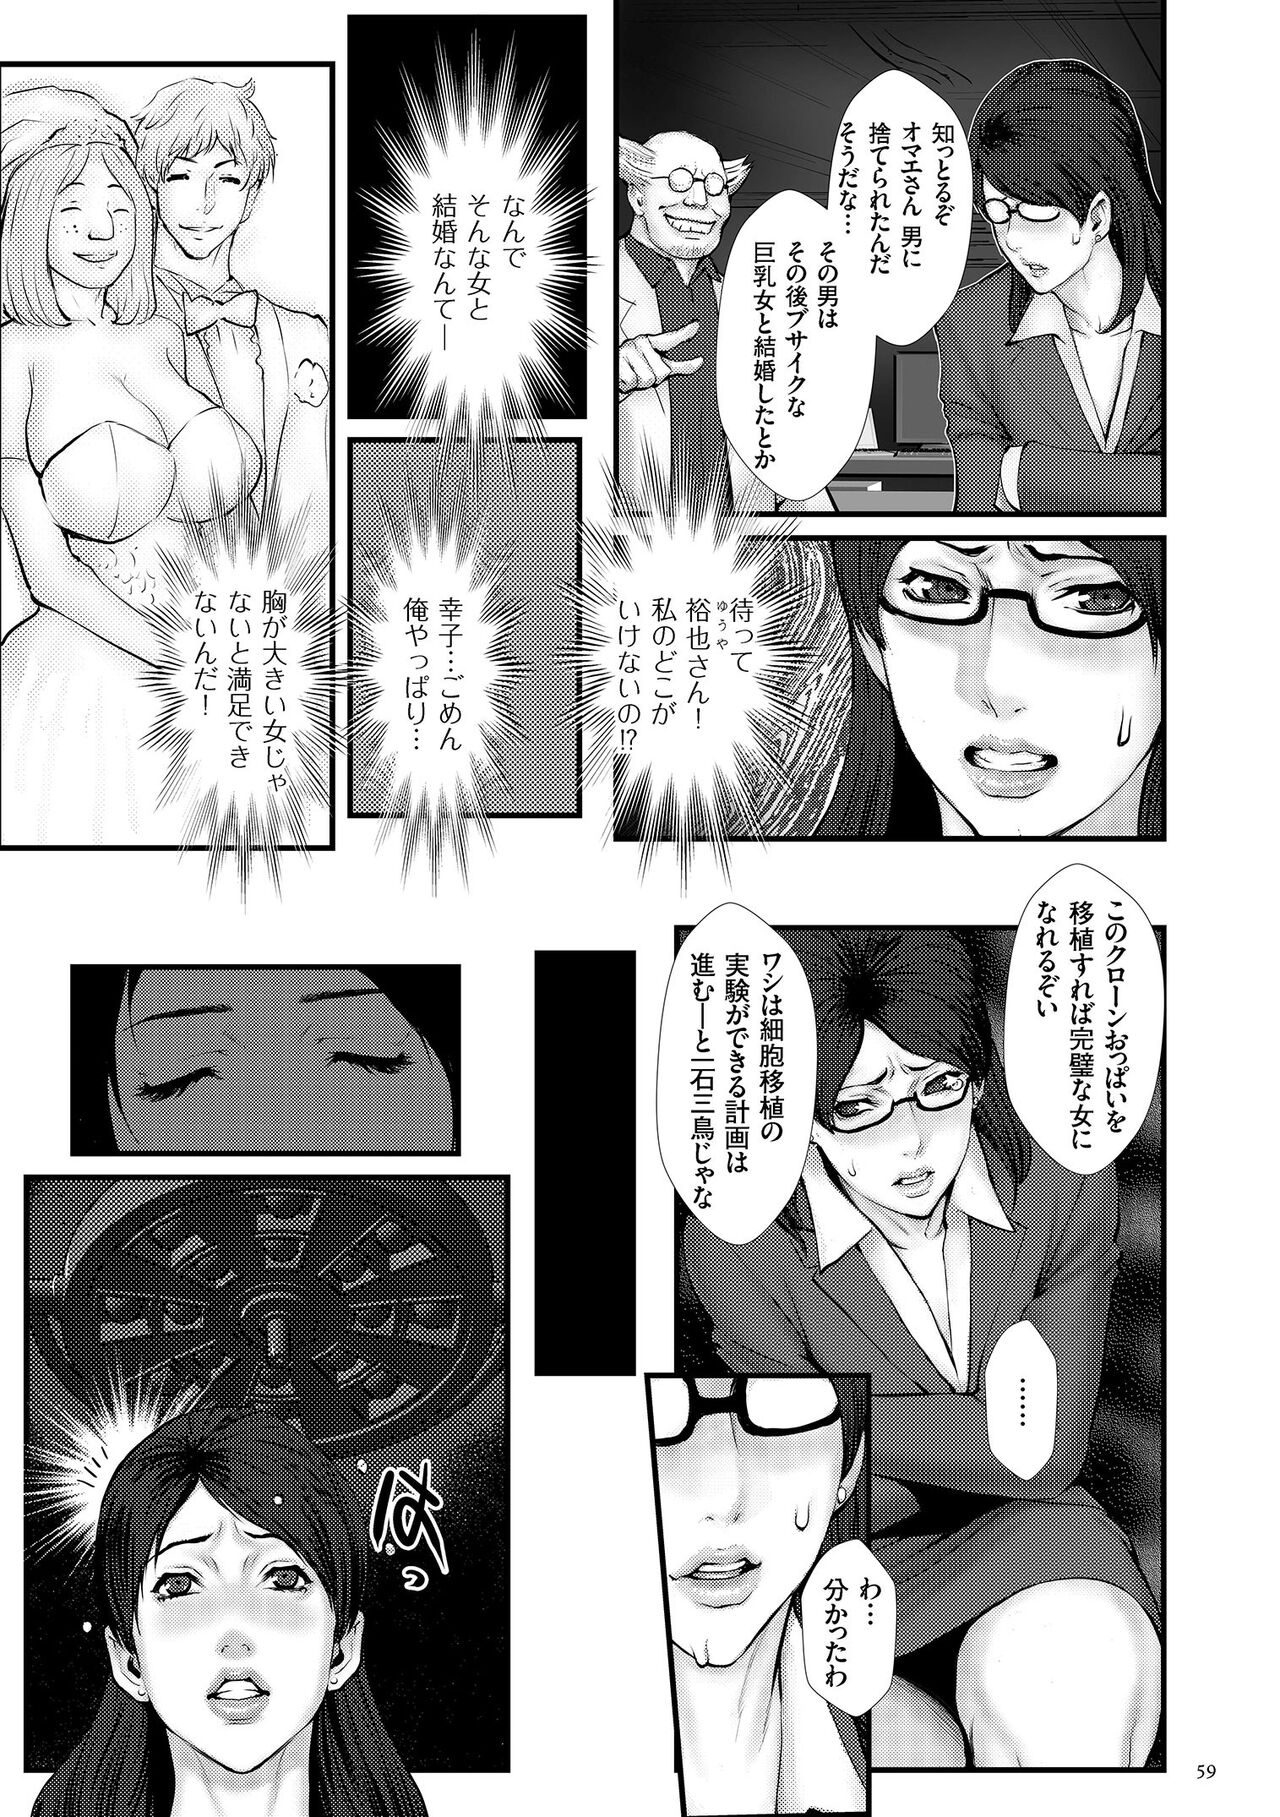 知っとるぞ
オマエさん 男に
捨てられたんだ
そうだな…
その男は
その後ブサイクな
巨乳女と結婚したとか
待って
裕也さん！
ゆうや
私のどこが
いけないの!?
なんで
そんな女と
結婚なんて―
幸子…ごめん
俺やっぱり…
胸が大きい女じゃ
ないと満足でき
ないんだ！
このクローンおっぱいを
移植すれば完璧な女に
なれるぞい
ワシは細胞移植の
実験ができる計画は
進む―と二石三鳥じゃな
……
わ…
分かったわ
はっ
59